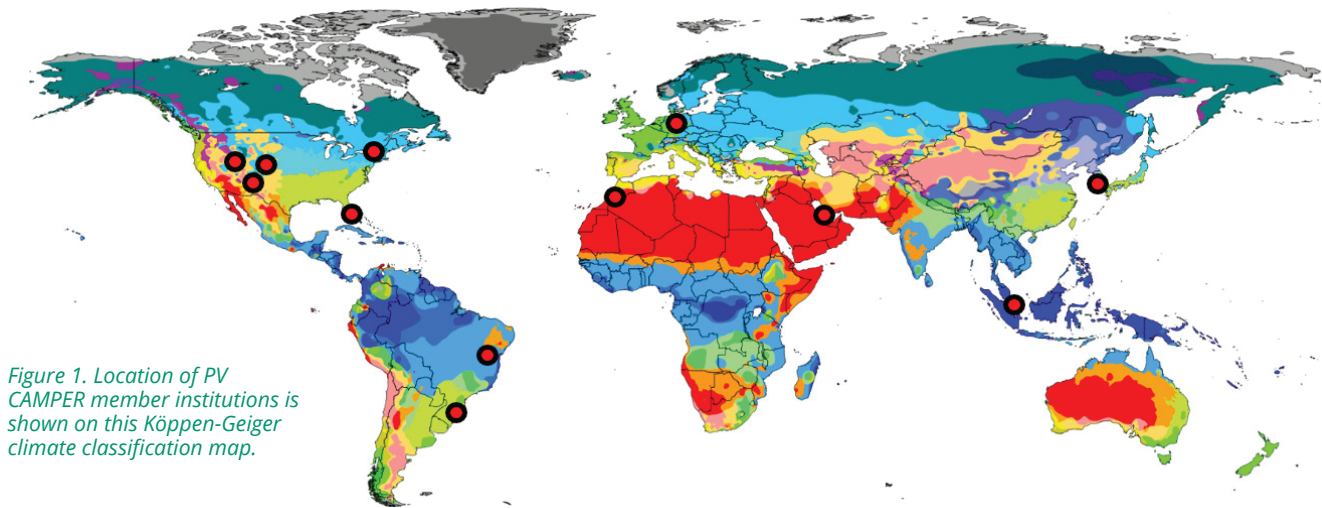 Figure 1. Location of PV
CAMPER member institutions is
shown on this Köppen-Geiger
climate classification map.